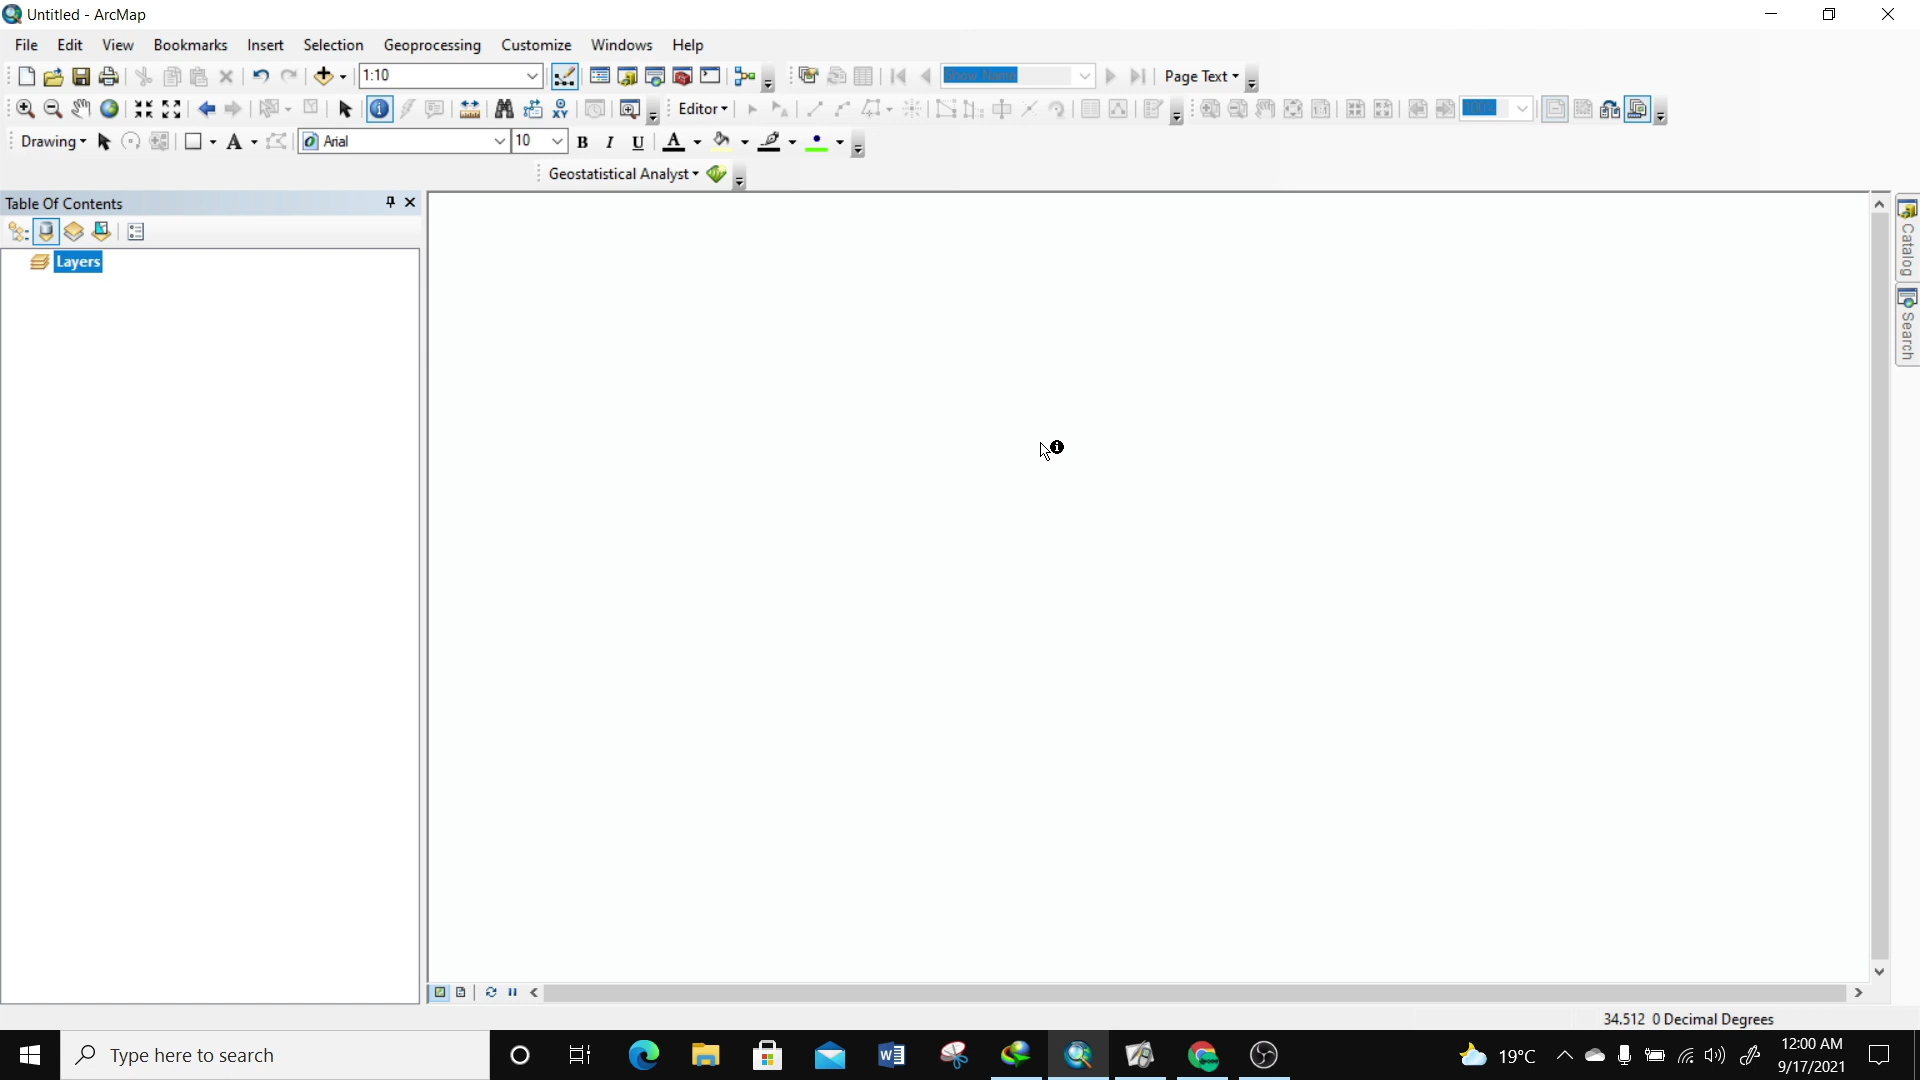 Untitled - ArcMap
File Edit View Bookmarks Insert Selection Geoprocessing Customize Windows Help
1:10 Show Name Page Text
Editor
Drawing A Arial 10 B I U A
Geostatistical Analyst
Table Of Contents
Layers
Catalog
Search
34.512 0 Decimal Degrees
Type here to search 19°C 12:00 AM
9/17/2021